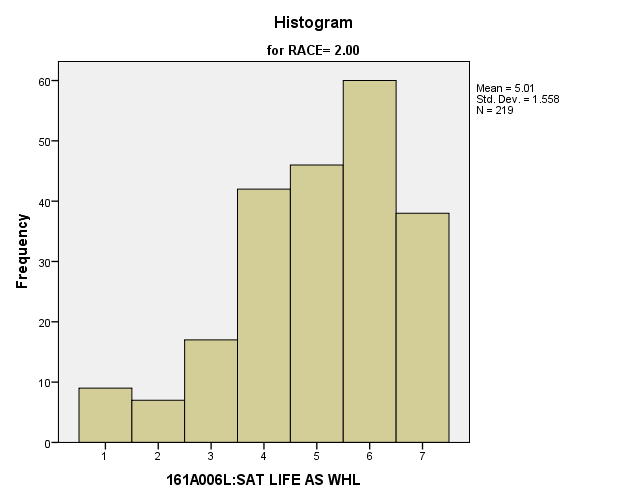 Histogram
for RACE= 2.00
Mean = 5.01
Std. Dev. = 1.558
N = 219
Frequency
60
50
40
30
20
10
0
1 2 3 4 5 6 7
161A006L:SAT LIFE AS WHL